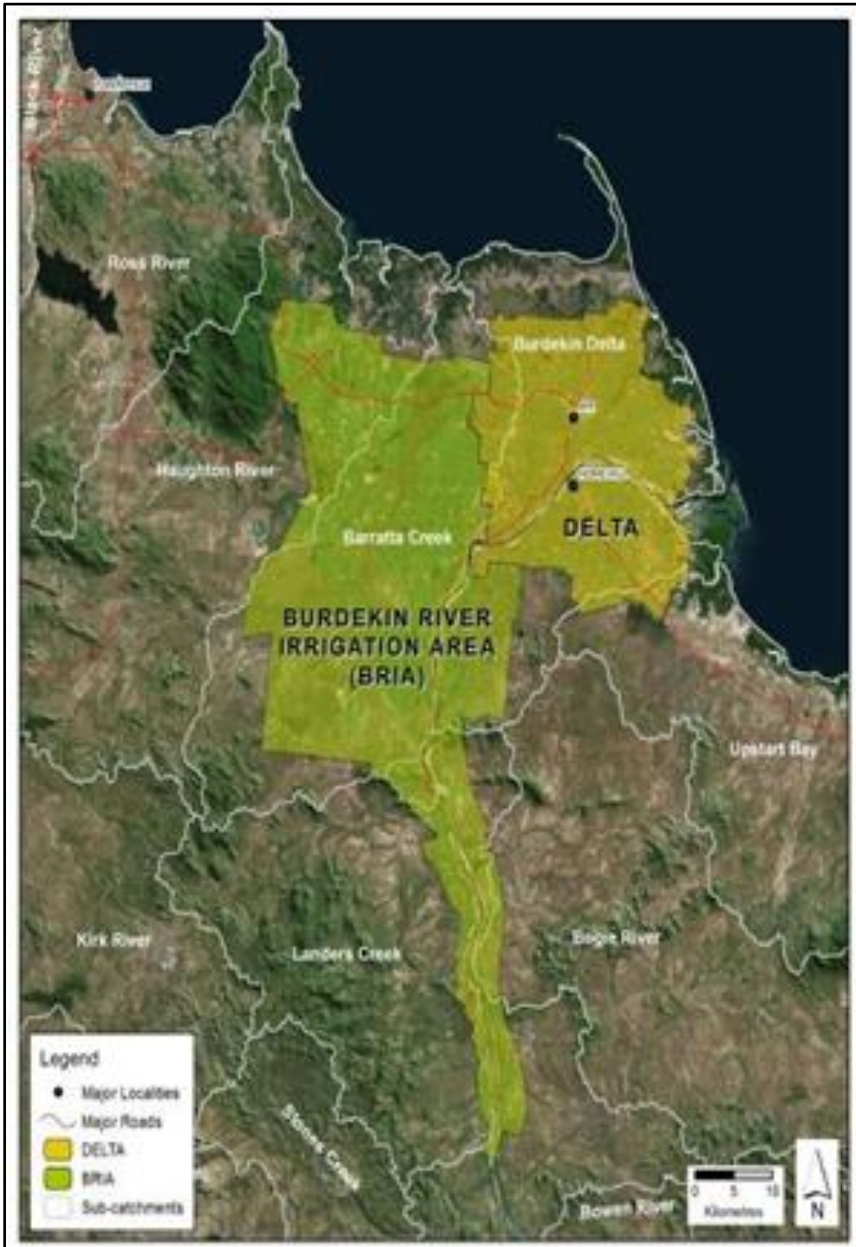 Black River
Ross River
Burdekin Delta
Haughton River
Barratta Creek
DELTA
BURDEKIN RIVER
IRRIGATION AREA
(BRIA)
Upstart Bay
Kirk River
Landers Creek
Bogie River
Stones Creek
Bowen River
Legend
Major Localities
Major Roads
DELTA
BRIA
Sub-catchments
0 5 10
Kilometres
N